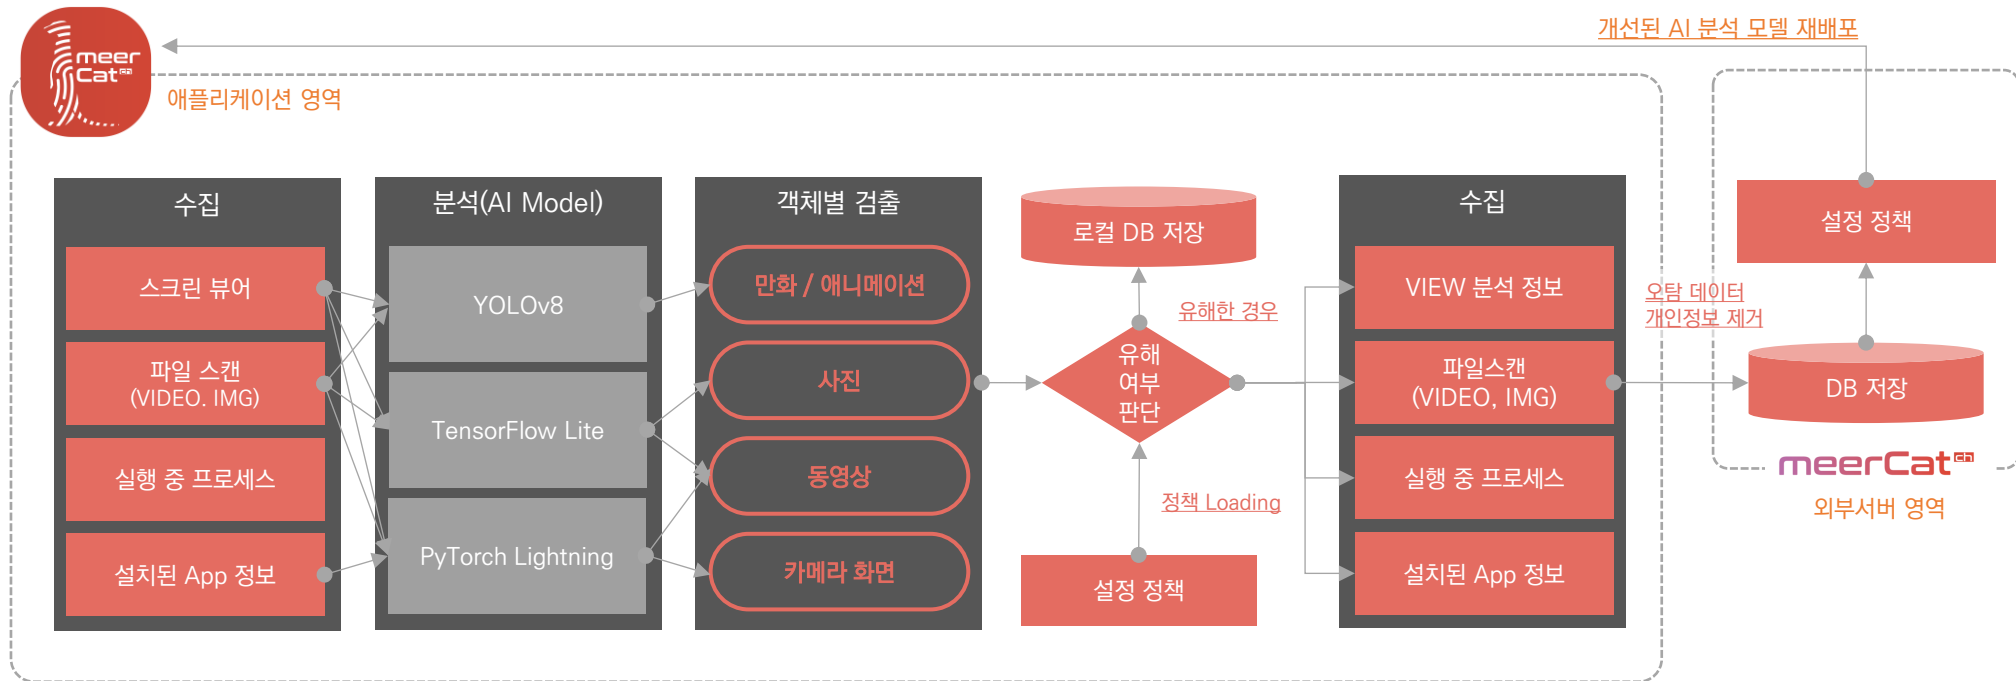 개선된 AI 분석 모델 재배포
meer
Cat ch
애플리케이션 영역
수집
스크린 뷰어
파일 스캔
(VIDEO. IMG)
실행 중 프로세스
설치된 App 정보
분석(AI Model)
YOLOv8
TensorFlow Lite
PyTorch Lightning
객체별 검출
만화 / 애니메이션
사진
동영상
카메라 화면
로컬 DB 저장
유해한 경우
유해
여부
판단
정책 Loading
설정 정책
수집
VIEW 분석 정보
파일스캔
(VIDEO, IMG)
실행 중 프로세스
설치된 App 정보
오탐 데이터
개인정보 제거
설정 정책
DB 저장
meerCat ch
외부서버 영역